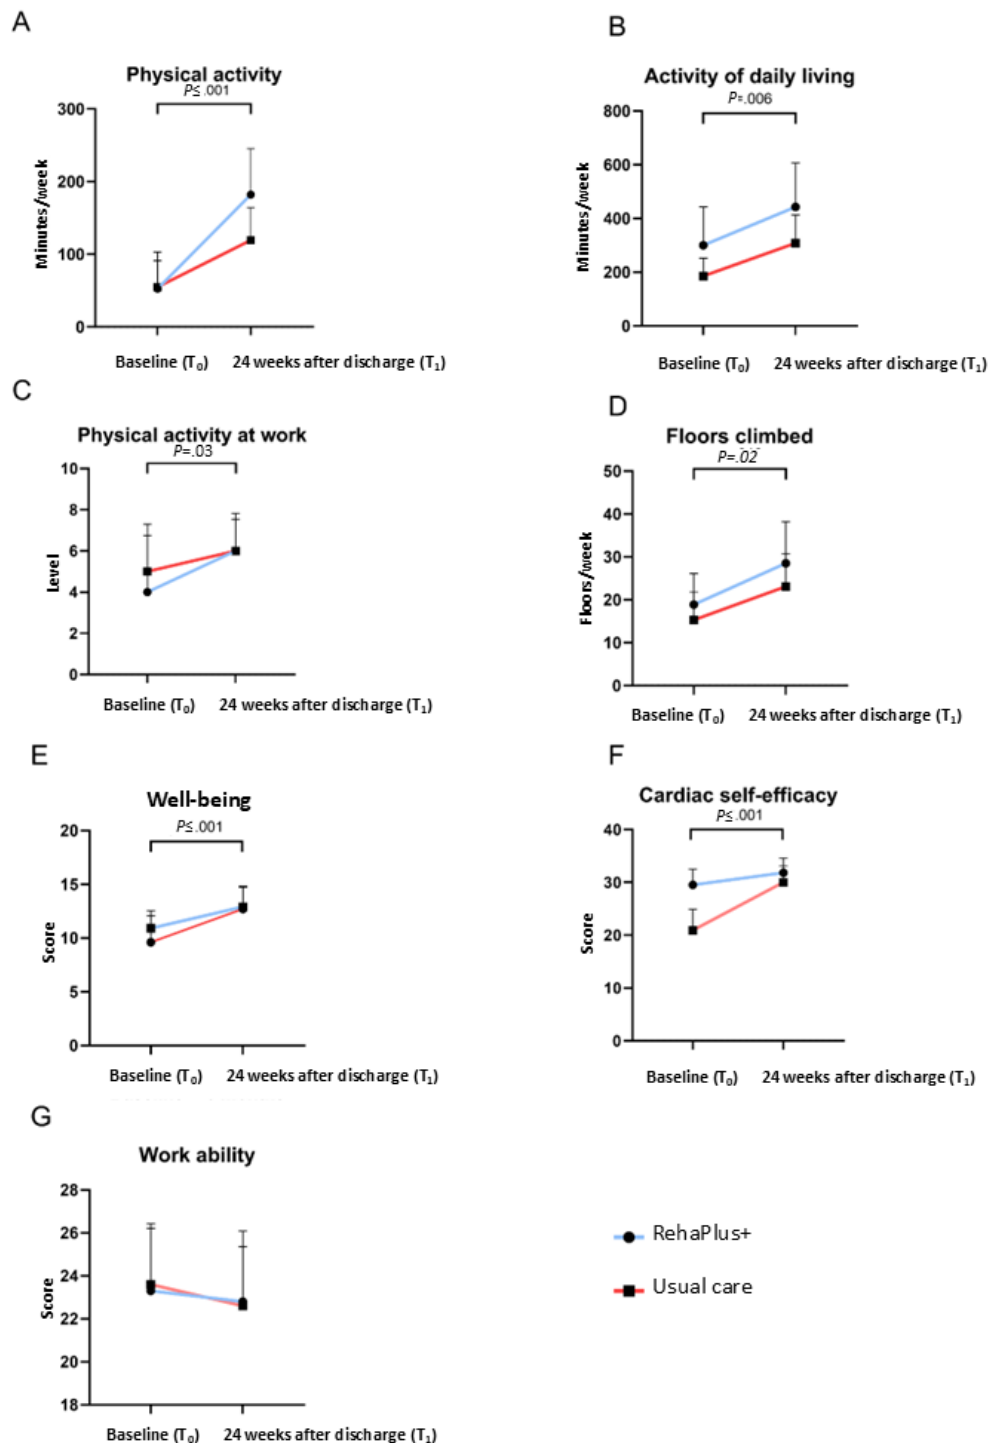 A
Physical activity
P≤.001
300
200
100
0
Minutes/week
Baseline (T₀) 24 weeks after discharge (T₁)
B
Activity of daily living
P=.006
800
600
400
200
0
Minutes/week
Baseline (T₀) 24 weeks after discharge (T₁)
C
Physical activity at work
P=.03
10
8
6
4
2
0
Level
Baseline (T₀) 24 weeks after discharge (T₁)
D
Floors climbed
P=.02
50
40
30
20
10
0
Floors/week
Baseline (T₀) 24 weeks after discharge (T₁)
E
Well-being
P≤.001
20
15
10
5
0
Score
Baseline (T₀) 24 weeks after discharge (T₁)
F
Cardiac self-efficacy
P≤.001
40
30
20
10
0
Score
Baseline (T₀) 24 weeks after discharge (T₁)
G
Work ability
28
26
24
22
20
18
Score
Baseline (T₀) 24 weeks after discharge (T₁)
RehaPlus+
Usual care